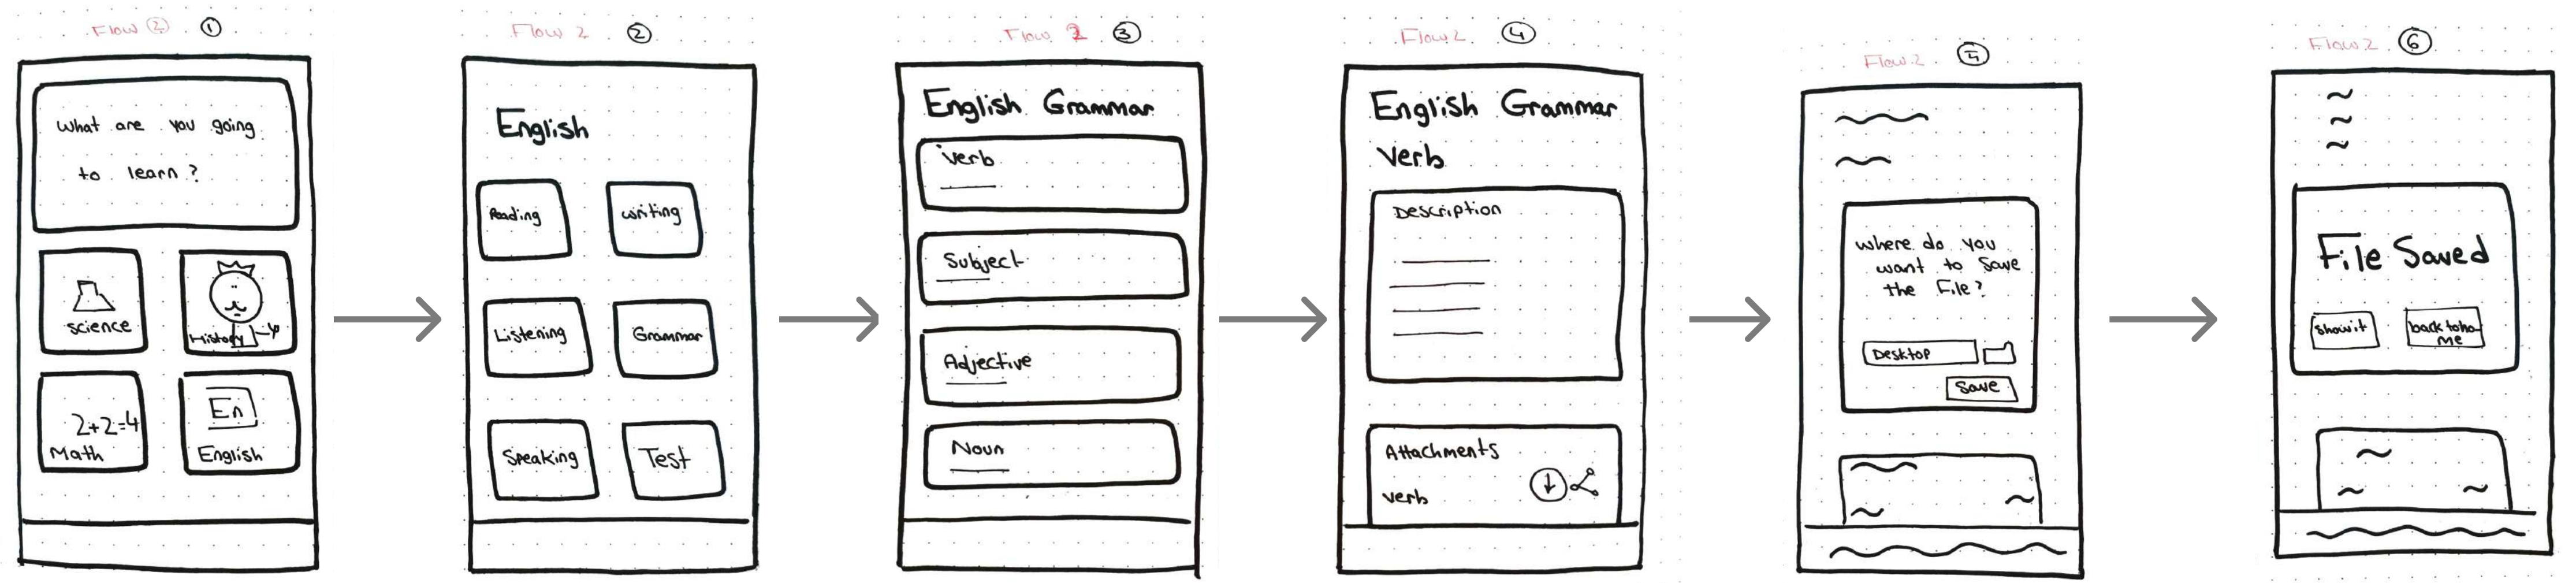 Flow 2 1
What are you going
to learn?
science
History
2+2=4
Math
En
English
Flow 2 2
English
Reading
writing
Listening
Grammar
Speaking
Test
Flow 2 3
English Grammar
Verb
Subject
Adjective
Noun
Flow 2 4
English Grammar
Verb
Description
Attachments
verb
Flow 2 5
where do you
want to save
the File?
Desktop
Save
Flow 2 6
File Saved
show it
back to ho
me